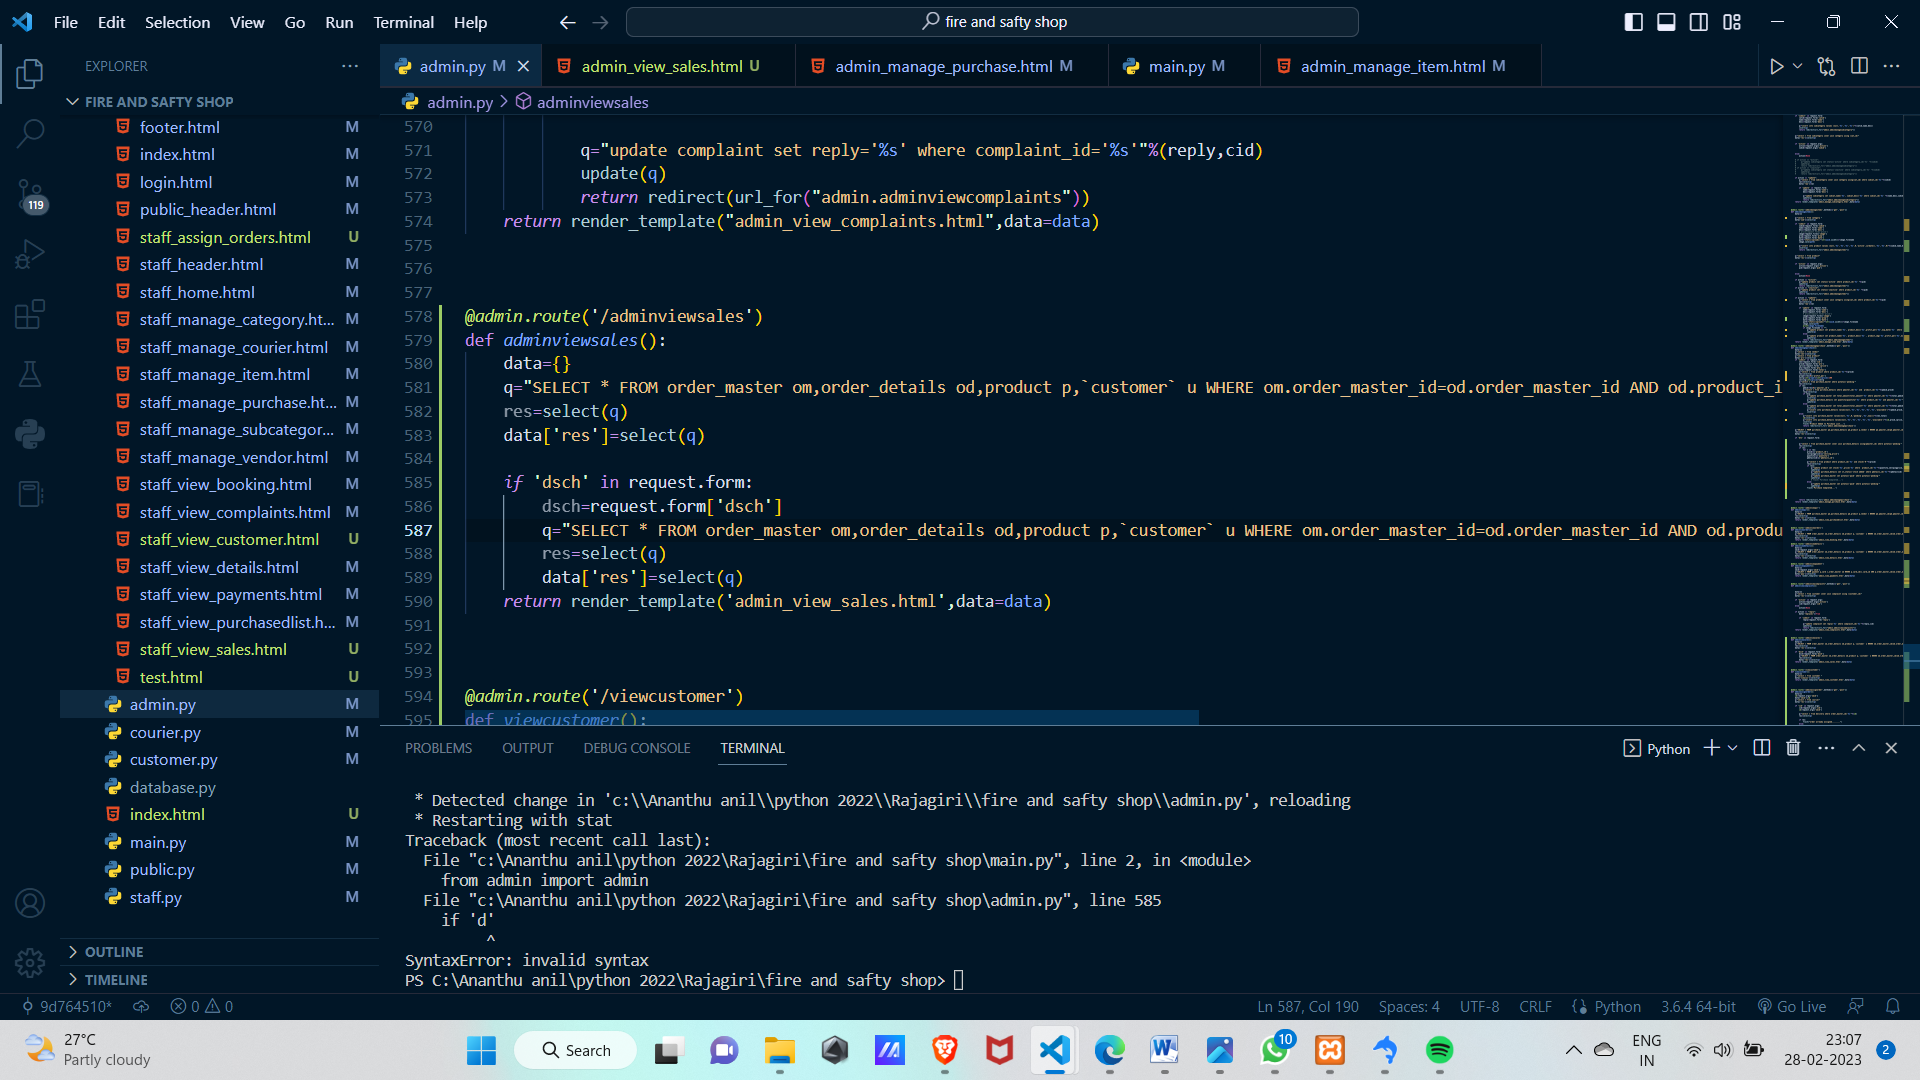 File Edit Selection View Go Run Terminal Help
fire and safty shop
EXPLORER
admin.py M
admin_view_sales.html U
admin_manage_purchase.html M
main.py M
admin_manage_item.html M
FIRE AND SAFTY SHOP
admin.py > adminviewsales
footer.html M
index.html M
login.html M
public_header.html M
staff_assign_orders.html U
staff_header.html M
staff_home.html M
staff_manage_category.ht... M
staff_manage_courier.html M
staff_manage_item.html M
staff_manage_purchase.ht... M
staff_manage_subcategor... M
staff_manage_vendor.html M
staff_view_booking.html M
staff_view_complaints.html M
staff_view_customer.html U
staff_view_details.html M
staff_view_payments.html M
staff_view_purchasedlist.h... M
staff_view_sales.html U
test.html U
admin.py M
courier.py M
customer.py M
database.py
index.html U
main.py M
public.py M
staff.py M
OUTLINE
TIMELINE
119
570
571 q="update complaint set reply='%s' where complaint_id='%s'"%(reply,cid)
572 update(q)
573 return redirect(url_for("admin.adminviewcomplaints"))
574 return render_template("admin_view_complaints.html",data=data)
575
576
577
578 @admin.route('/adminviewsales')
579 def adminviewsales():
580 data={}
581 q="SELECT * FROM order_master om,order_details od,product p,`customer` u WHERE om.order_master_id=od.order_master_id AND od.product_i
582 res=select(q)
583 data['res']=select(q)
584
585 if 'dsch' in request.form:
586 dsch=request.form['dsch']
587 q="SELECT * FROM order_master om,order_details od,product p,`customer` u WHERE om.order_master_id=od.order_master_id AND od.produ
588 res=select(q)
589 data['res']=select(q)
590 return render_template('admin_view_sales.html',data=data)
591
592
593
594 @admin.route('/viewcustomer')
595 def viewcustomer():
PROBLEMS OUTPUT DEBUG CONSOLE TERMINAL
Python
* Detected change in 'c:\\Ananthu anil\\python 2022\\Rajagiri\\fire and safty shop\\admin.py', reloading
* Restarting with stat
Traceback (most recent call last):
File "c:\Ananthu anil\python 2022\Rajagiri\fire and safty shop\main.py", line 2, in <module>
from admin import admin
File "c:\Ananthu anil\python 2022\Rajagiri\fire and safty shop\admin.py", line 585
if 'd'
^
SyntaxError: invalid syntax
PS C:\Ananthu anil\python 2022\Rajagiri\fire and safty shop>
9d764510* 0 0
Ln 587, Col 190 Spaces: 4 UTF-8 CRLF Python 3.6.4 64-bit Go Live
27°C
Partly cloudy
Search
10
ENG
IN
23:07
28-02-2023
2